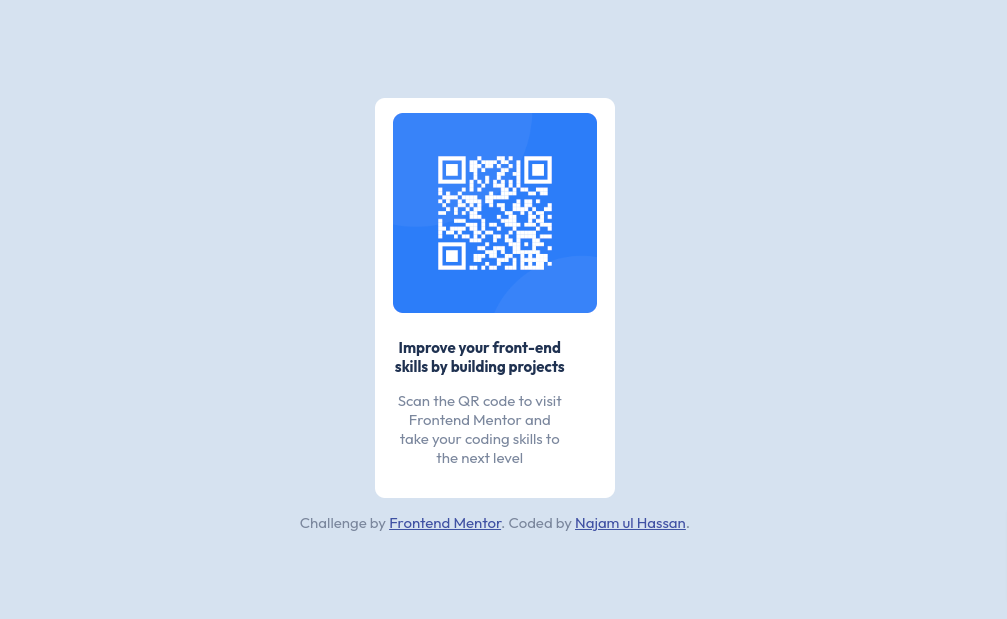 Improve your front-end
skills by building projects
Scan the QR code to visit
Frontend Mentor and
take your coding skills to
the next level
Challenge by Frontend Mentor. Coded by Najam ul Hassan.